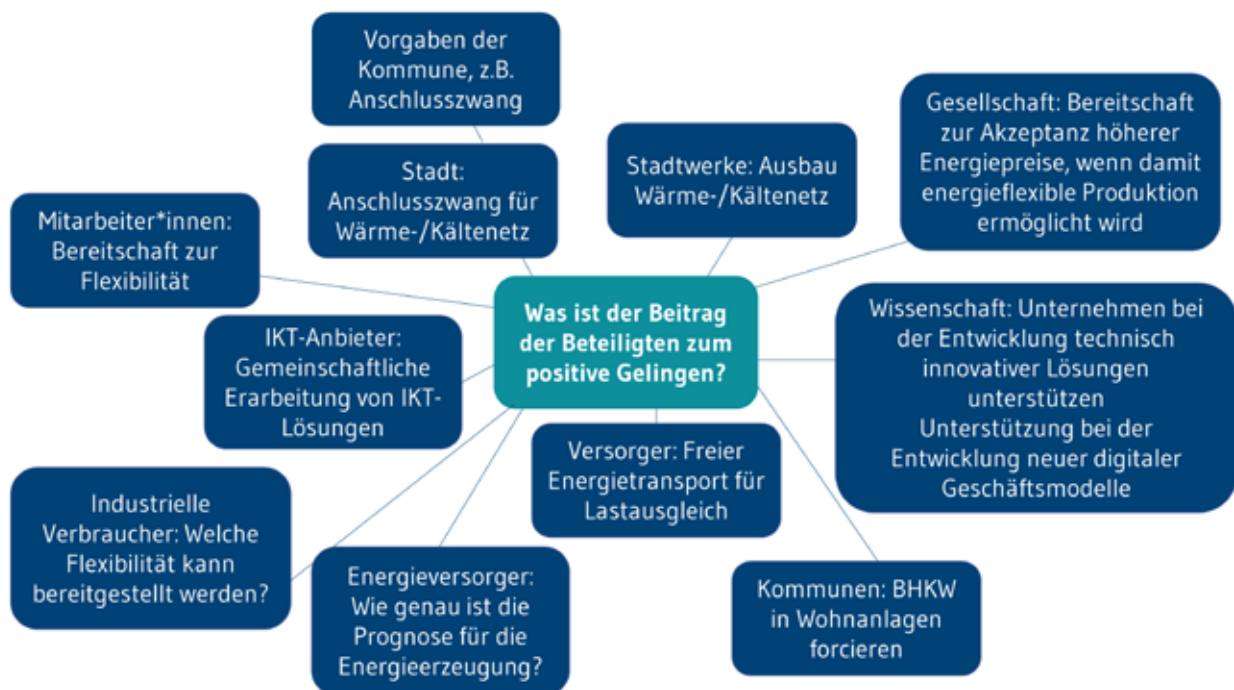 Vorgaben der
Kommune, z.B.
Anschlusszwang
Stadt:
Anschlusszwang für
Wärme-/Kältenetz
Stadtwerke: Ausbau
Wärme-/Kältenetz
Gesellschaft: Bereitschaft
zur Akzeptanz höherer
Energiepreise, wenn damit
energieflexible Produktion
ermöglicht wird
Mitarbeiter*innen:
Bereitschaft zur
Flexibilität
Was ist der Beitrag
der Beteiligten zum
positive Gelingen?
IKT-Anbieter:
Gemeinschaftliche
Erarbeitung von IKT-
Lösungen
Wissenschaft: Unternehmen bei
der Entwicklung technisch
innovativer Lösungen
unterstützen
Unterstützung bei der
Entwicklung neuer digitaler
Geschäftsmodelle
Versorger: Freier
Energietransport für
Lastausgleich
Industrielle
Verbraucher: Welche
Flexibilität kann
bereitgestellt werden?
Energieversorger:
Wie genau ist die
Prognose für die
Energieerzeugung?
Kommunen: BHKW
in Wohnanlagen
forcieren